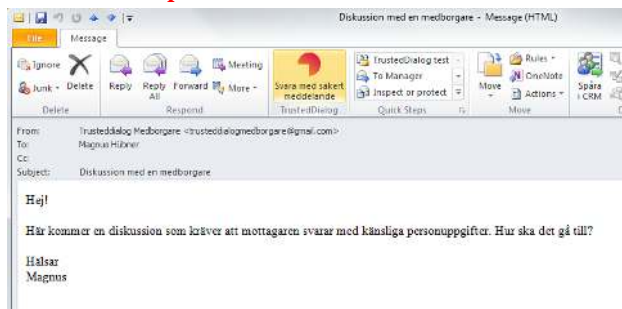 Diskussion med en medborgare - Message (HTML)
File Message
Ignore
Junk Delete
Reply Reply All Forward
Meeting
More
Svara med säkert meddelande
TrustedDialog test
To Manager
Inspect or protect
Move
Rules
OneNote
Actions
Spåra i CRM
Delete Respond TrustedDialog Quick Steps Move
From: Trusteddialog Medborgare <trusteddialogmedborgare@gmail.com>
To: Magnus Hübner
Cc:
Subject: Diskussion med en medborgare
Hej!
Här kommer en diskussion som kräver att mottagaren svarar med känsliga personuppgifter. Hur ska det gå till?
Hälsar
Magnus